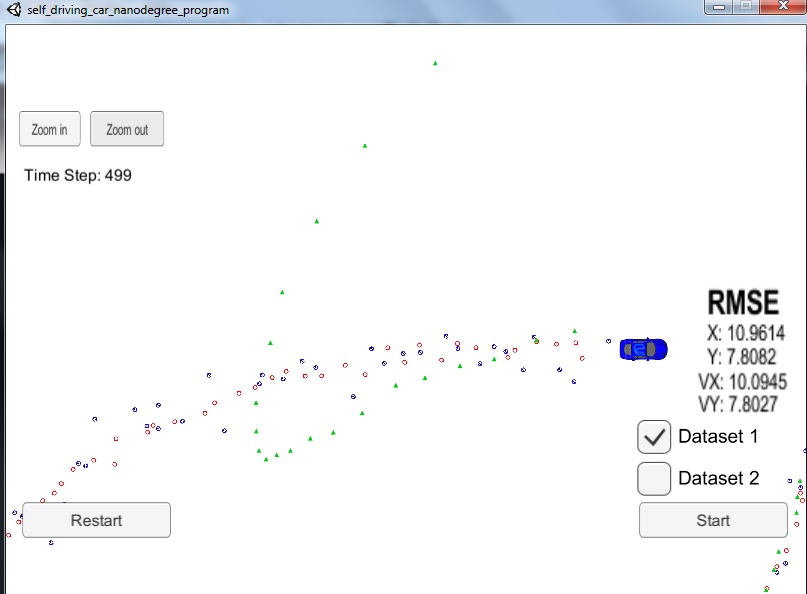 self_driving_car_nanodegree_program
Zoom in
Zoom out
Time Step: 499
RMSE
X: 10.9614
Y: 7.8082
VX: 10.0945
VY: 7.8027
Dataset 1
Dataset 2
Restart
Start